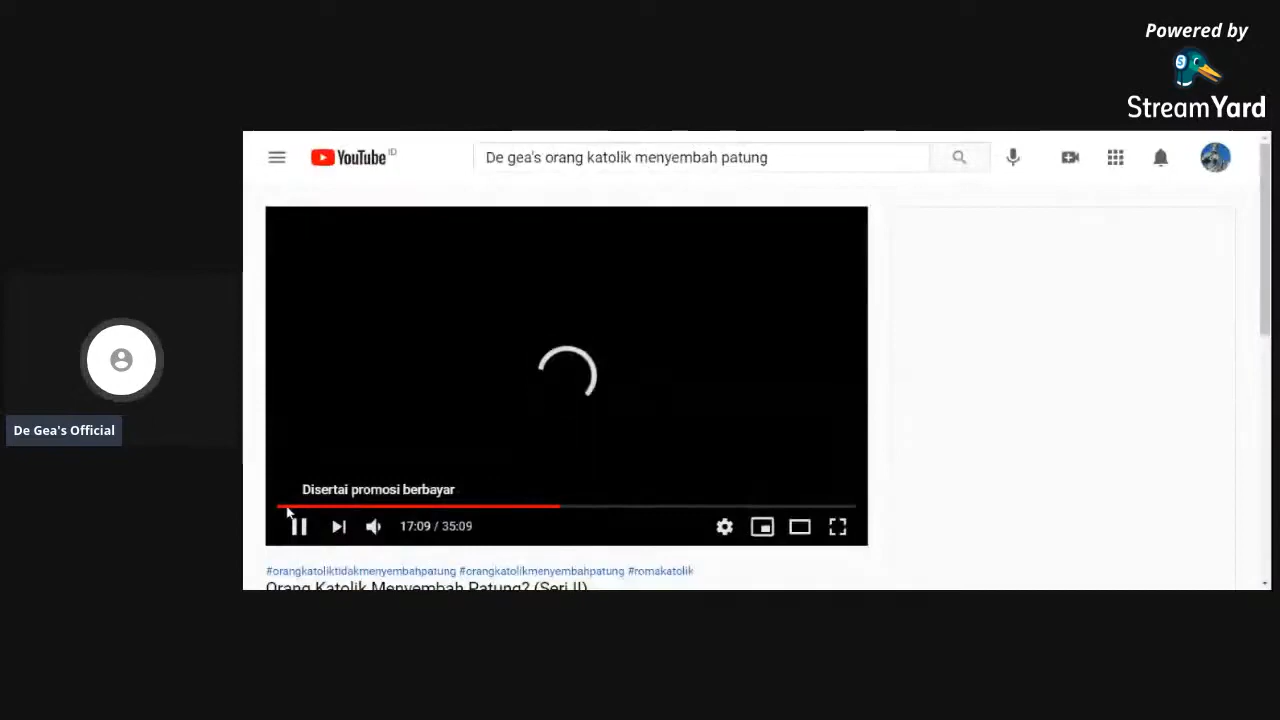 Powered by
StreamYard
YouTube ID
De gea's orang katolik menyembah patung
Disertai promosi berbayar
17:09 / 35:09
De Gea's Official
#orangkatoliktidakmenyembahpatung #orangkatolikmenyembahpatung #romakatolik
Orang Katolik Menyembah Patung? (Seri II)